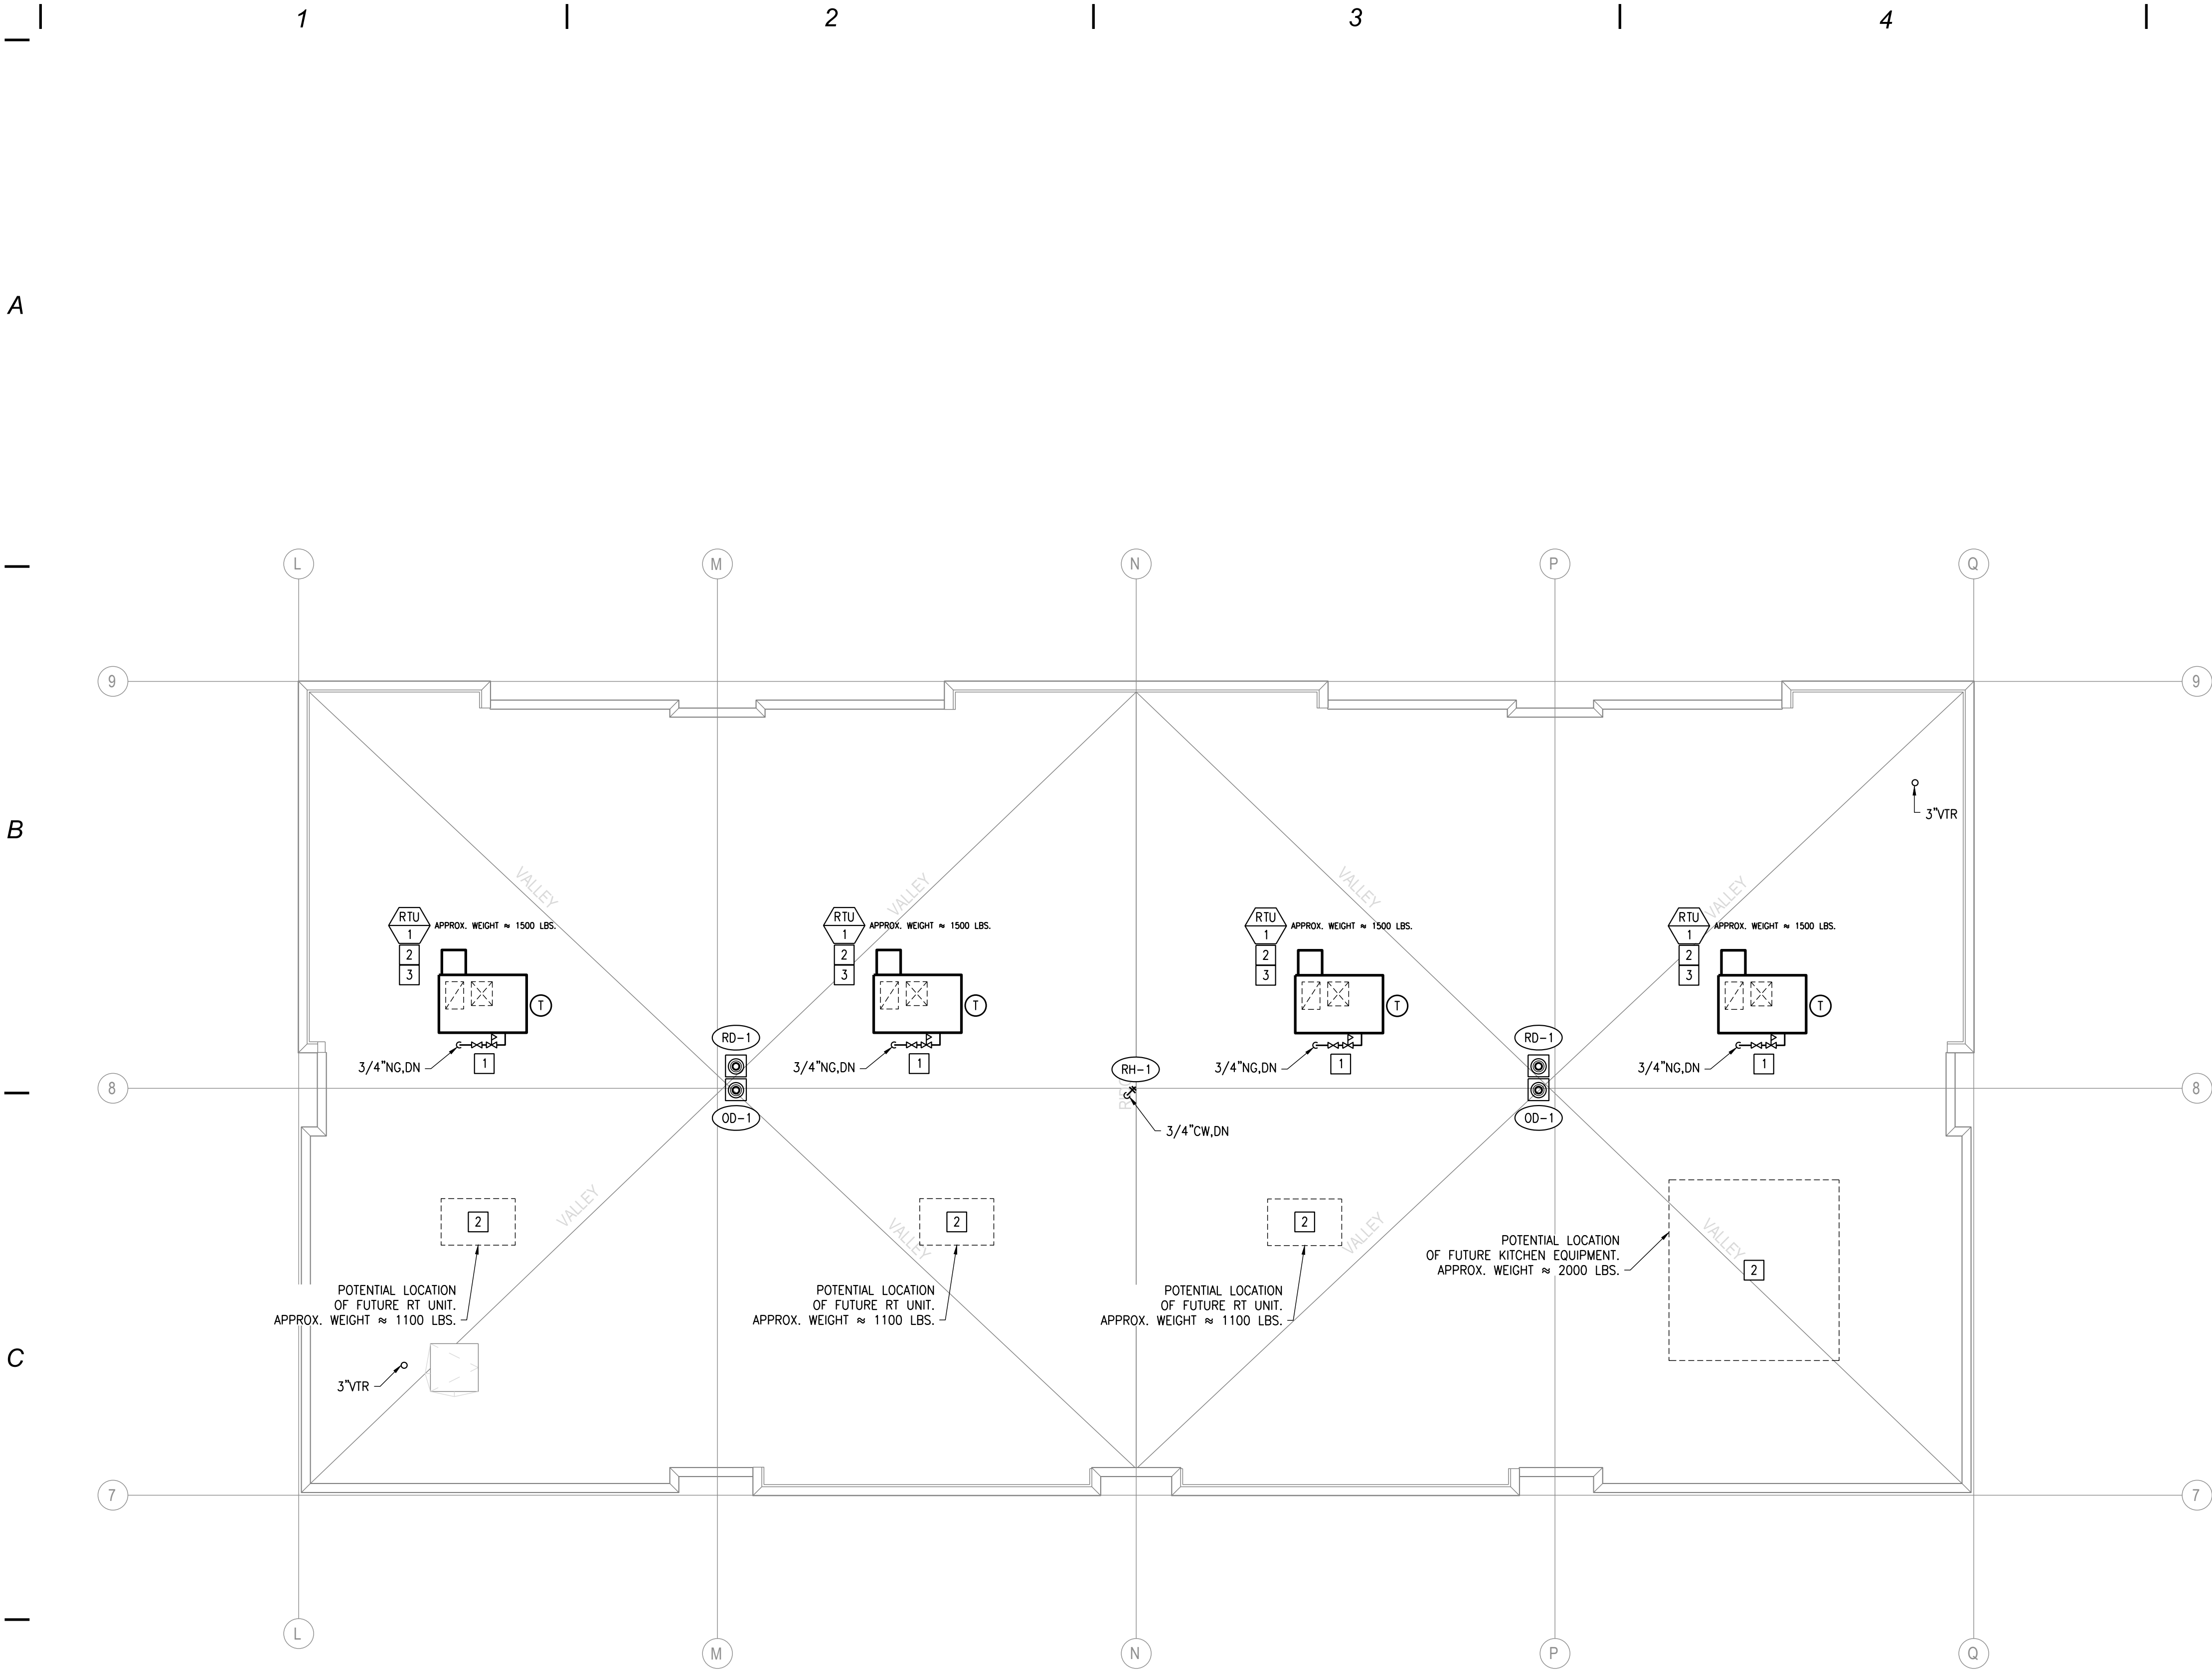 1 2 3 4
A
L M N P Q
9 9
B
3"VTR
VALLEY VALLEY VALLEY VALLEY
RTU
1
2
3
APPROX. WEIGHT ≈ 1500 LBS.
T
3/4"NG,DN
1
RTU
1
2
3
APPROX. WEIGHT ≈ 1500 LBS.
T
3/4"NG,DN
1
RTU
1
2
3
APPROX. WEIGHT ≈ 1500 LBS.
T
3/4"NG,DN
1
RTU
1
2
3
APPROX. WEIGHT ≈ 1500 LBS.
T
3/4"NG,DN
1
RD-1 RD-1
RH-1
8 8
OD-1 OD-1
3/4"CW,DN
VALLEY VALLEY VALLEY VALLEY
2
POTENTIAL LOCATION
OF FUTURE RT UNIT.
APPROX. WEIGHT ≈ 1100 LBS.
2
POTENTIAL LOCATION
OF FUTURE RT UNIT.
APPROX. WEIGHT ≈ 1100 LBS.
2
POTENTIAL LOCATION
OF FUTURE RT UNIT.
APPROX. WEIGHT ≈ 1100 LBS.
POTENTIAL LOCATION
OF FUTURE KITCHEN EQUIPMENT.
APPROX. WEIGHT ≈ 2000 LBS.
2
C
3"VTR
7 7
L M N P Q